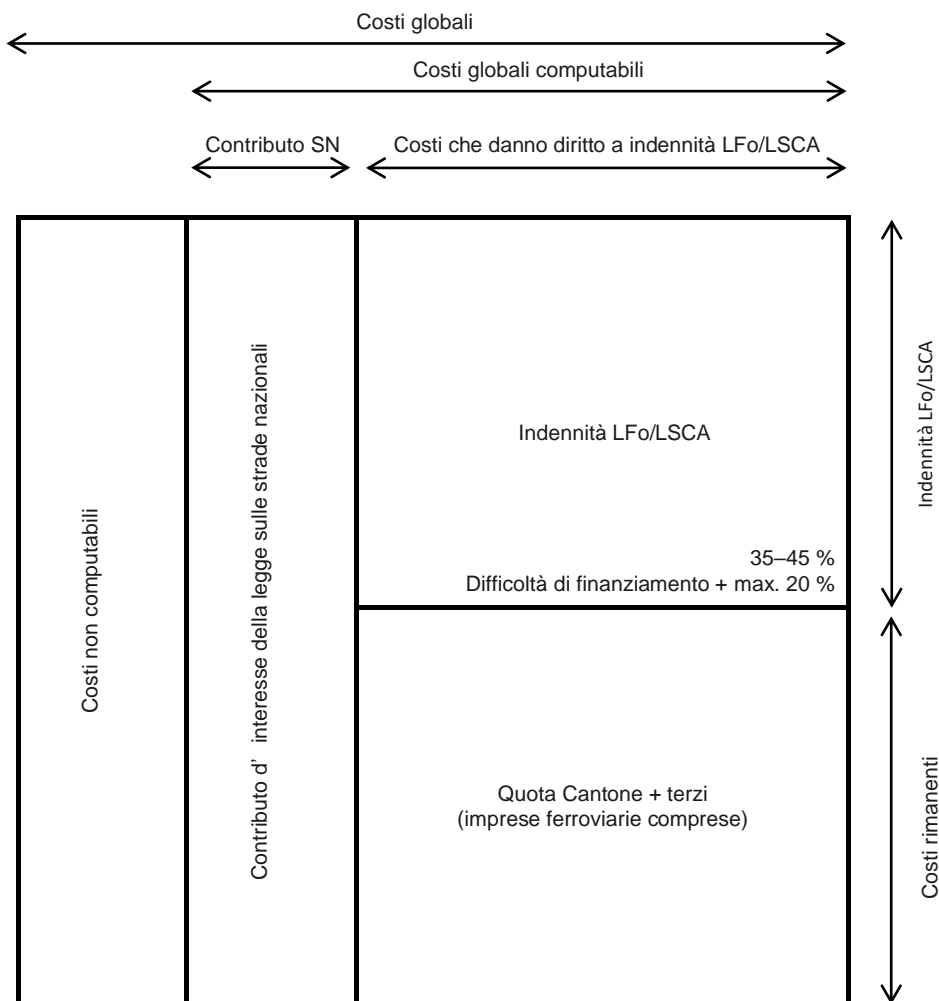 Costi globali
Costi globali computabili
Contributo SN
Costi che danno diritto a indennità LFo/LSCA
Costi non computabili
Contributo d' interesse della legge sulle strade nazionali
Indennità LFo/LSCA
35–45 %
Difficoltà di finanziamento + max. 20 %
Quota Cantone + terzi
(imprese ferroviarie comprese)
Indennità LFo/LSCA
Costi rimanenti